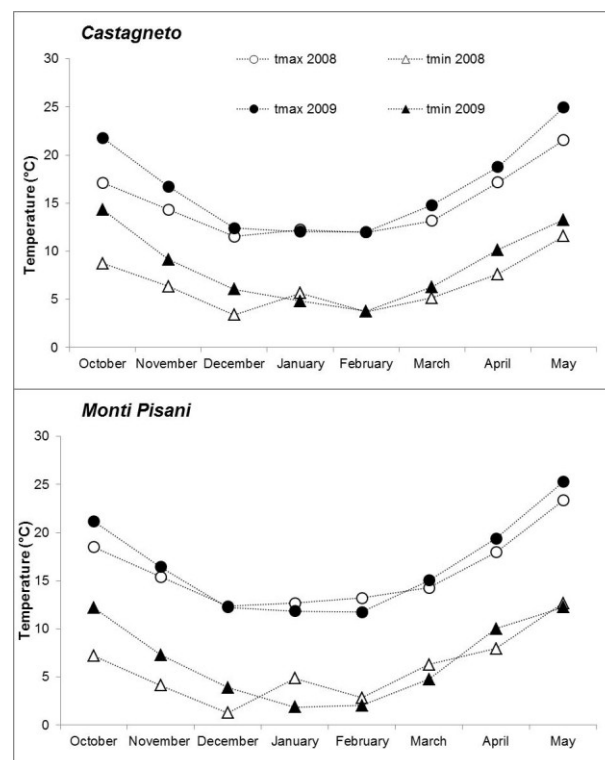 Castagneto
30
tmax 2008
tmin 2008
25
tmax 2009
tmin 2009
20
15
10
5
0
Temperature (°C)
October November December January February March April May
Monti Pisani
30
25
20
15
10
5
0
Temperature (°C)
October November December January February March April May